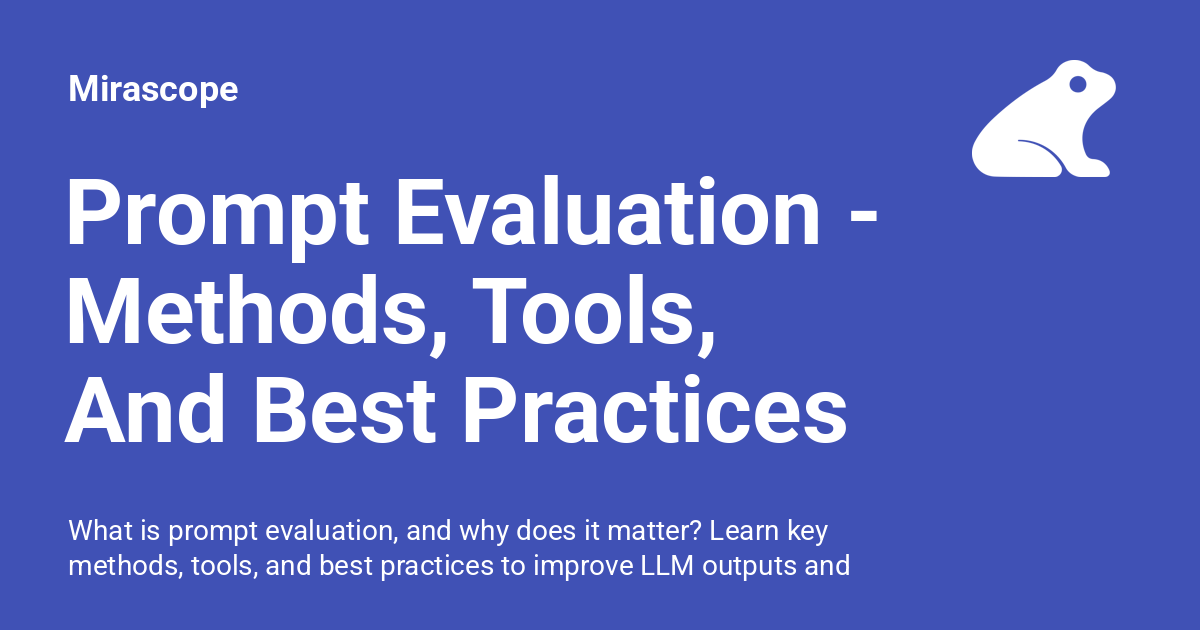 Mirascope
Prompt Evaluation -
Methods, Tools,
And Best Practices
What is prompt evaluation, and why does it matter? Learn key
methods, tools, and best practices to improve LLM outputs and